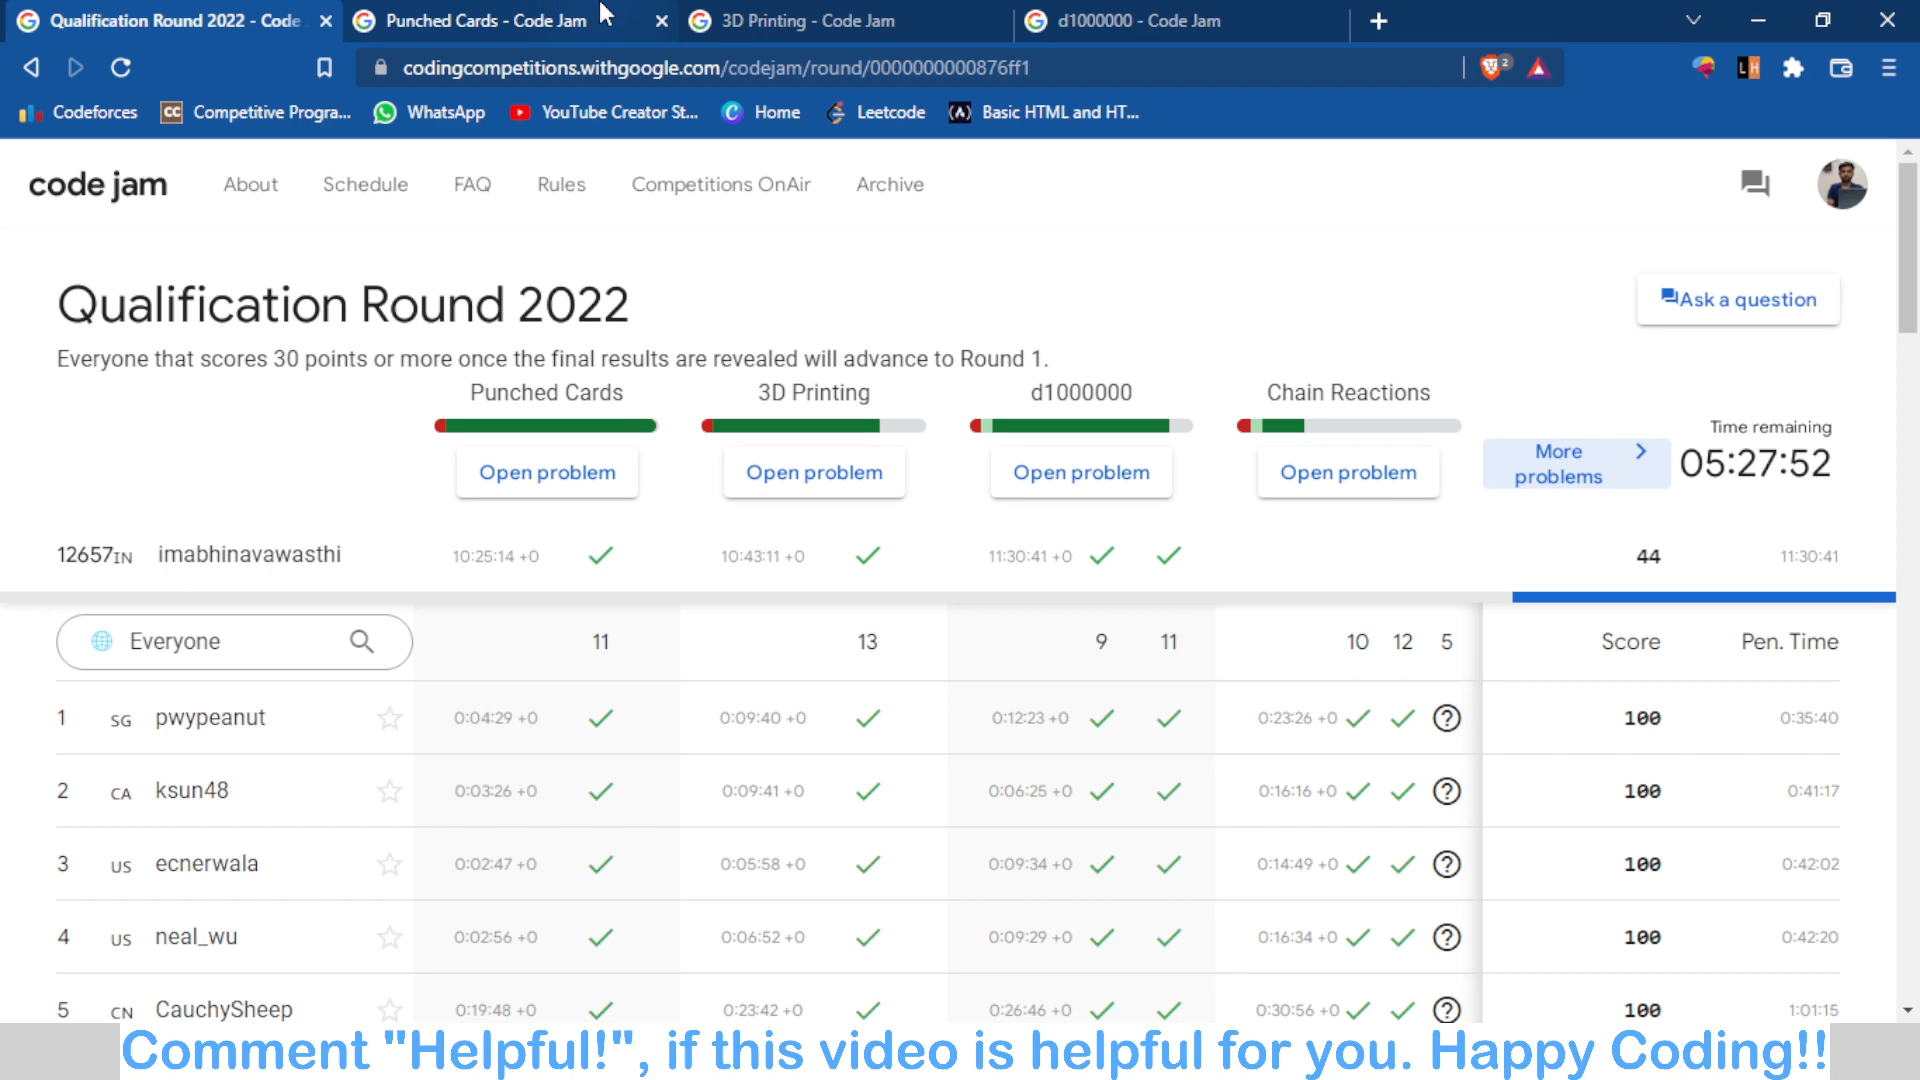 Qualification Round 2022 - Code
Punched Cards - Code Jam
3D Printing - Code Jam
d1000000 - Code Jam
codingcompetitions.withgoogle.com/codejam/round/0000000000876ff1
2
Codeforces
Competitive Progra...
WhatsApp
YouTube Creator St...
Home
Leetcode
Basic HTML and HT...
code jam
About
Schedule
FAQ
Rules
Competitions OnAir
Archive
Qualification Round 2022
Ask a question
Everyone that scores 30 points or more once the final results are revealed will advance to Round 1.
Punched Cards
3D Printing
d1000000
Chain Reactions
Open problem
Open problem
Open problem
Open problem
More problems
Time remaining
05:27:52
12657 IN imabhinavawasthi 10:25:14 +0 10:43:11 +0 11:30:41 +0 44 11:30:41
Everyone 11 13 9 11 10 12 5 Score Pen. Time
1 SG pwypeanut 0:04:29 +0 0:09:40 +0 0:12:23 +0 0:23:26 +0 100 0:35:40
2 CA ksun48 0:03:26 +0 0:09:41 +0 0:06:25 +0 0:16:16 +0 100 0:41:17
3 US ecnerwala 0:02:47 +0 0:05:58 +0 0:09:34 +0 0:14:49 +0 100 0:42:02
4 US neal_wu 0:02:56 +0 0:06:52 +0 0:09:29 +0 0:16:34 +0 100 0:42:20
5 CN CauchySheep 0:19:48 +0 0:23:42 +0 0:26:46 +0 0:30:56 +0 100 1:01:15
Comment "Helpful!", if this video is helpful for you. Happy Coding!!